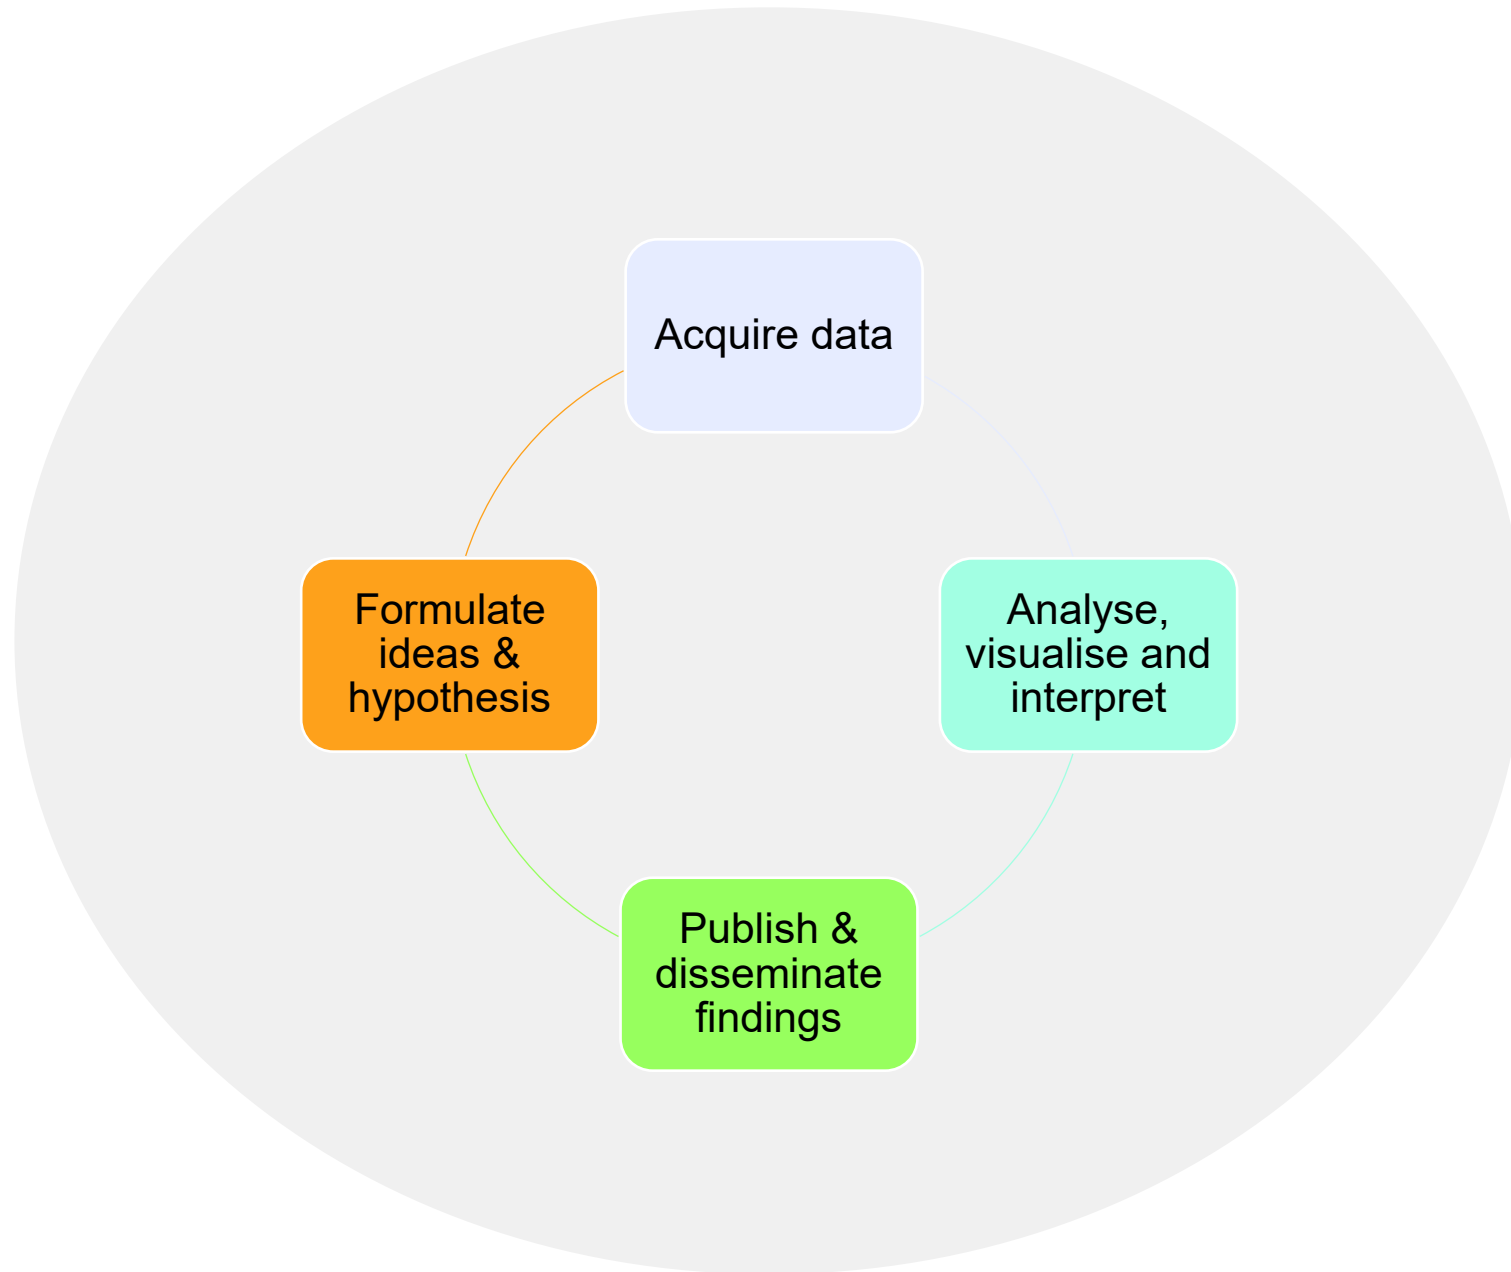 Acquire data
Formulate
ideas &
hypothesis
Analyse,
visualise and
interpret
Publish &
disseminate
findings